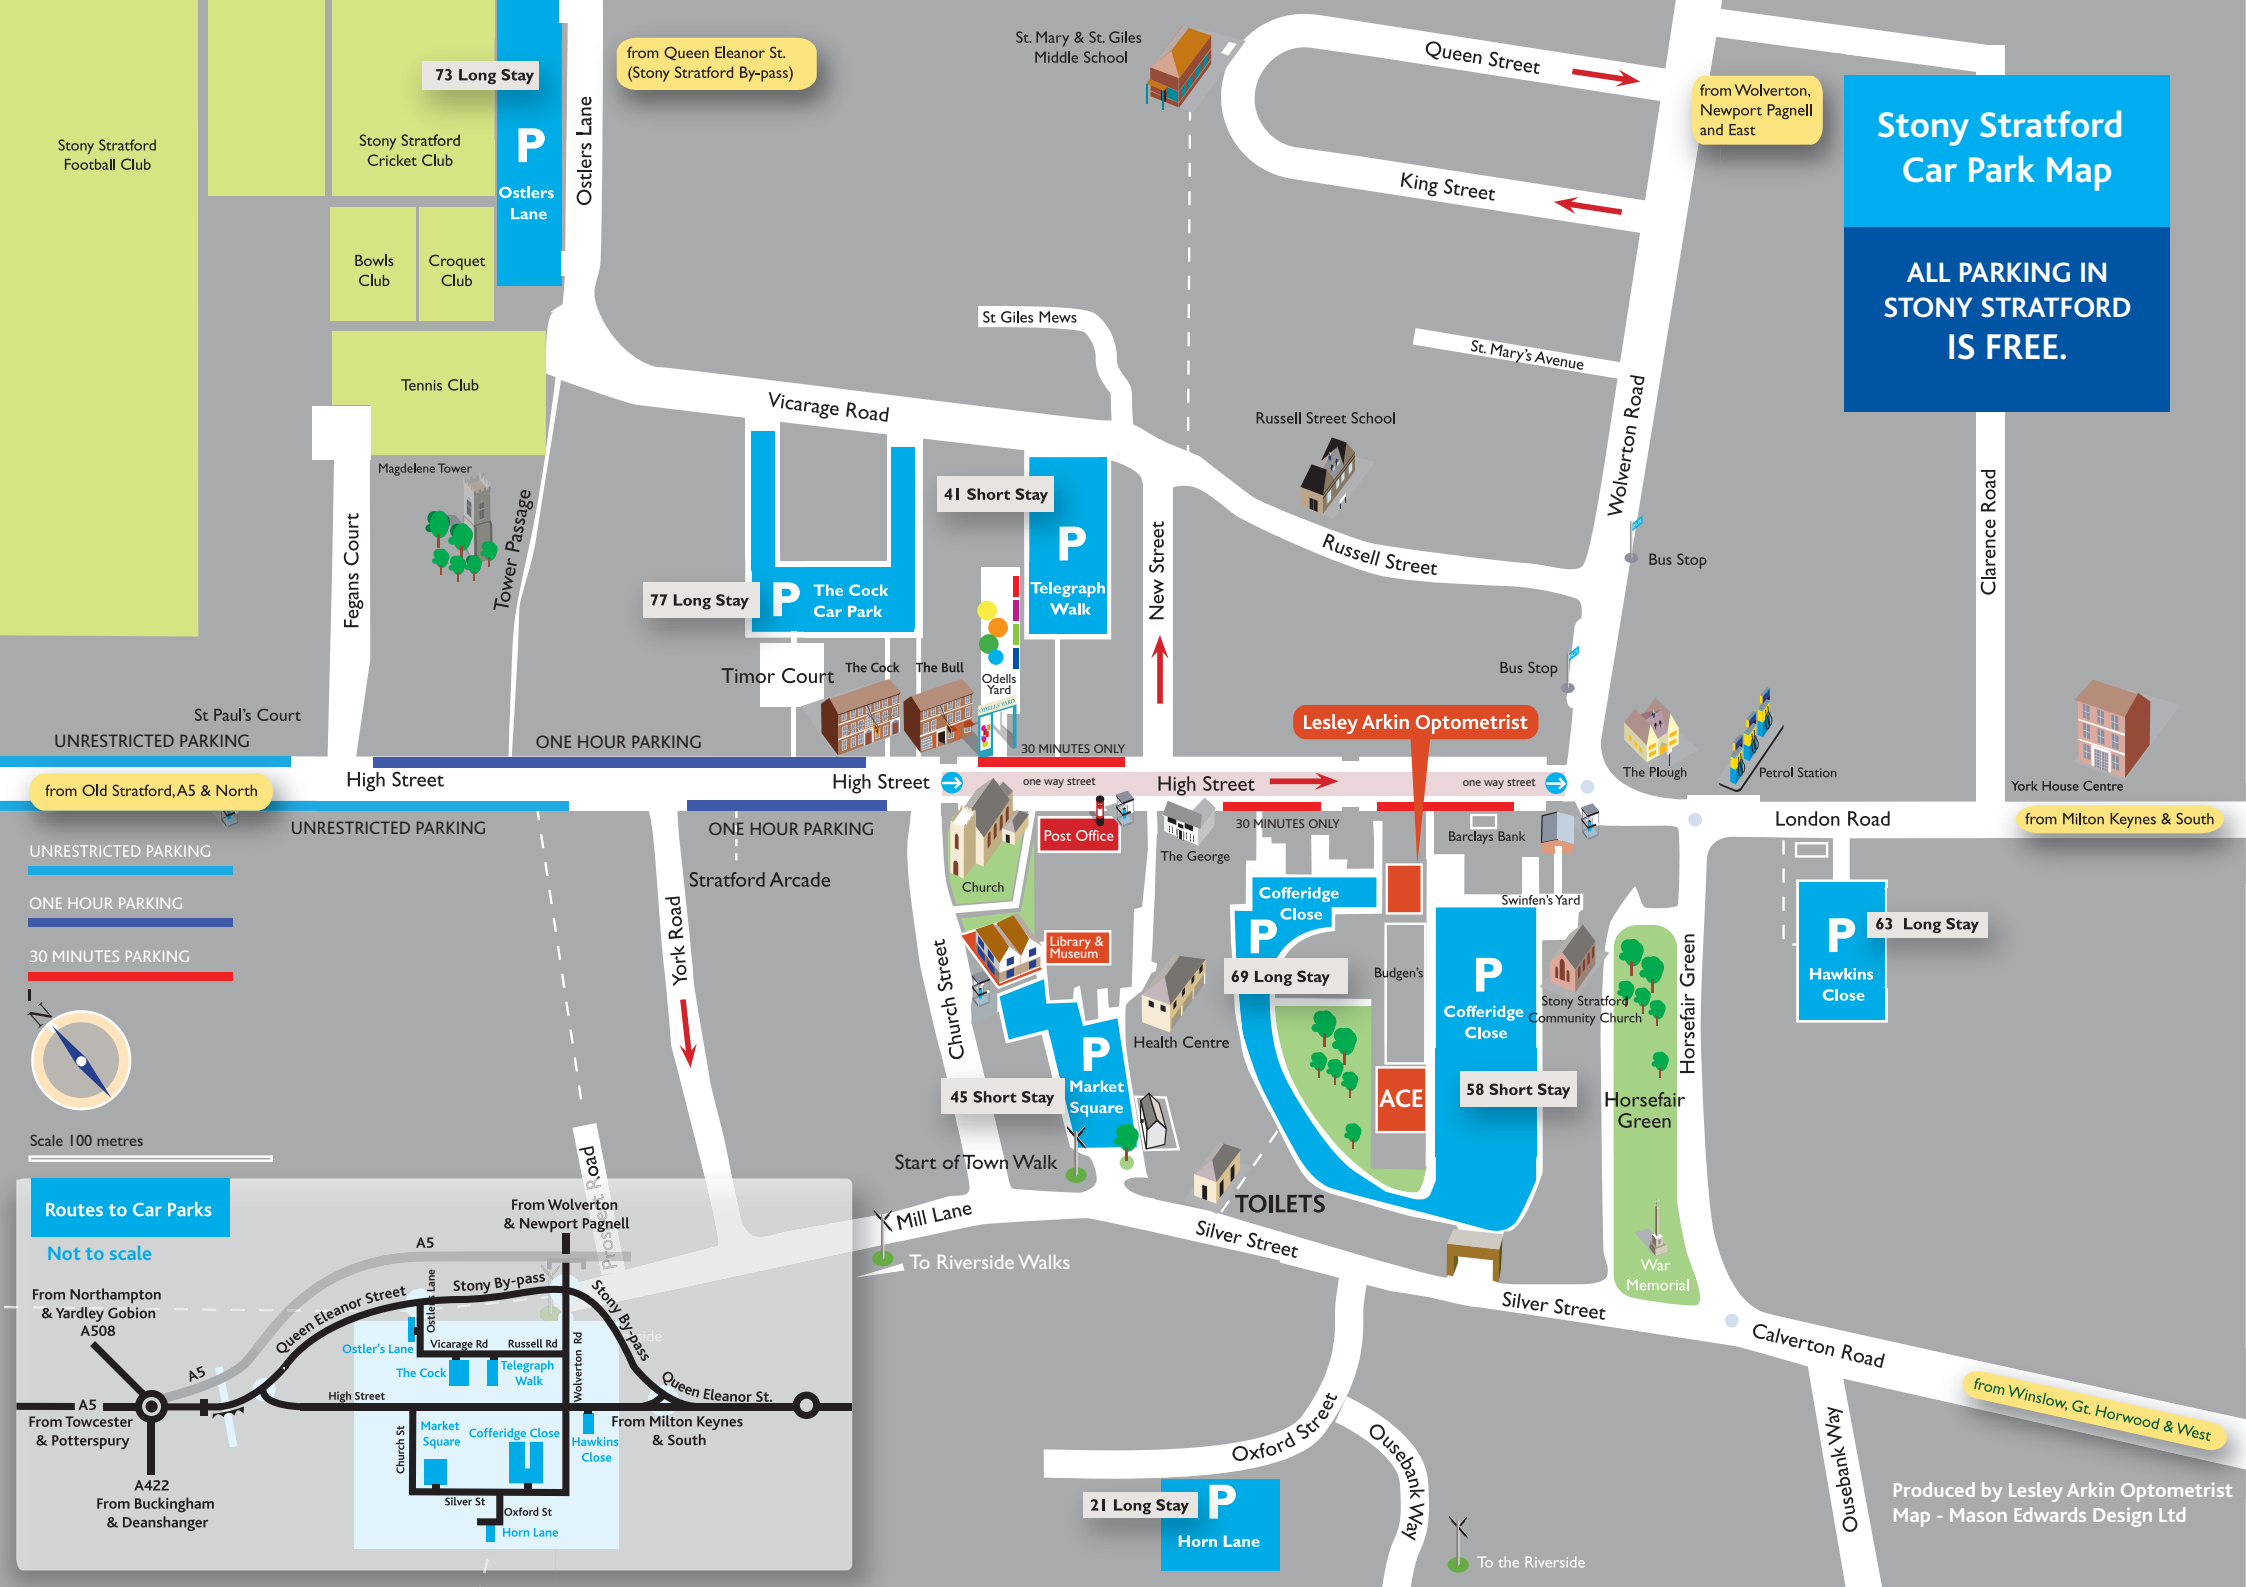 Stony Stratford
Car Park Map
ALL PARKING IN
STONY STRATFORD
IS FREE.
73 Long Stay
P
Ostlers
Lane
Ostlers Lane
from Queen Eleanor St.
(Stony Stratford By-pass)
Stony Stratford
Football Club
Stony Stratford
Cricket Club
Bowls
Club
Croquet
Club
Tennis Club
St. Mary & St. Giles
Middle School
Queen Street
King Street
from Wolverton,
Newport Pagnell
and East
St Giles Mews
St. Mary's Avenue
Vicarage Road
Russell Street School
Wolverton Road
Clarence Road
Magdelene Tower
Tower Passage
Fegans Court
41 Short Stay
P
Telegraph
Walk
77 Long Stay
P
The Cock
Car Park
New Street
Russell Street
Bus Stop
Bus Stop
Timor Court
The Cock
The Bull
Odells
Yard
ODELLS YARD
Lesley Arkin Optometrist
The Plough
Petrol Station
York House Centre
St Paul's Court
UNRESTRICTED PARKING
ONE HOUR PARKING
30 MINUTES ONLY
from Old Stratford, A5 & North
High Street
High Street
one way street
High Street
one way street
London Road
from Milton Keynes & South
UNRESTRICTED PARKING
ONE HOUR PARKING
30 MINUTES ONLY
UNRESTRICTED PARKING
ONE HOUR PARKING
30 MINUTES PARKING
N
Scale 100 metres
Stratford Arcade
York Road
Church Street
Church
Post Office
The George
Barclays Bank
Swinfen's Yard
Library &
Museum
Health Centre
Cofferidge
Close
P
69 Long Stay
Budgen's
ACE
P
Cofferidge
Close
58 Short Stay
Stony Stratford
Community Church
Horsefair Green
Horsefair
Green
War
Memorial
63 Long Stay
P
Hawkins
Close
P
Market
Square
45 Short Stay
Start of Town Walk
TOILETS
Mill Lane
Silver Street
Silver Street
To Riverside Walks
Calverton Road
from Winslow, Gt. Horwood & West
Oxford Street
Ousebank Way
Ousebank Way
21 Long Stay
P
Horn Lane
To the Riverside
Produced by Lesley Arkin Optometrist
Map - Mason Edwards Design Ltd
Prospect Road
Routes to Car Parks
Not to scale
From Wolverton
& Newport Pagnell
A5
From Northampton
& Yardley Gobion
A508
Queen Eleanor Street
Ostlers Lane
Stony By-pass
Stony By-pass
Ostler's Lane
Vicarage Rd
Russell Rd
Wolverton Rd
The Cock
Telegraph
Walk
A5
High Street
Queen Eleanor St.
A5
From Towcester
& Potterspury
From Milton Keynes
& South
Church St
Market
Square
Cofferidge Close
Hawkins
Close
A422
From Buckingham
& Deanshanger
Silver St
Oxford St
Horn Lane